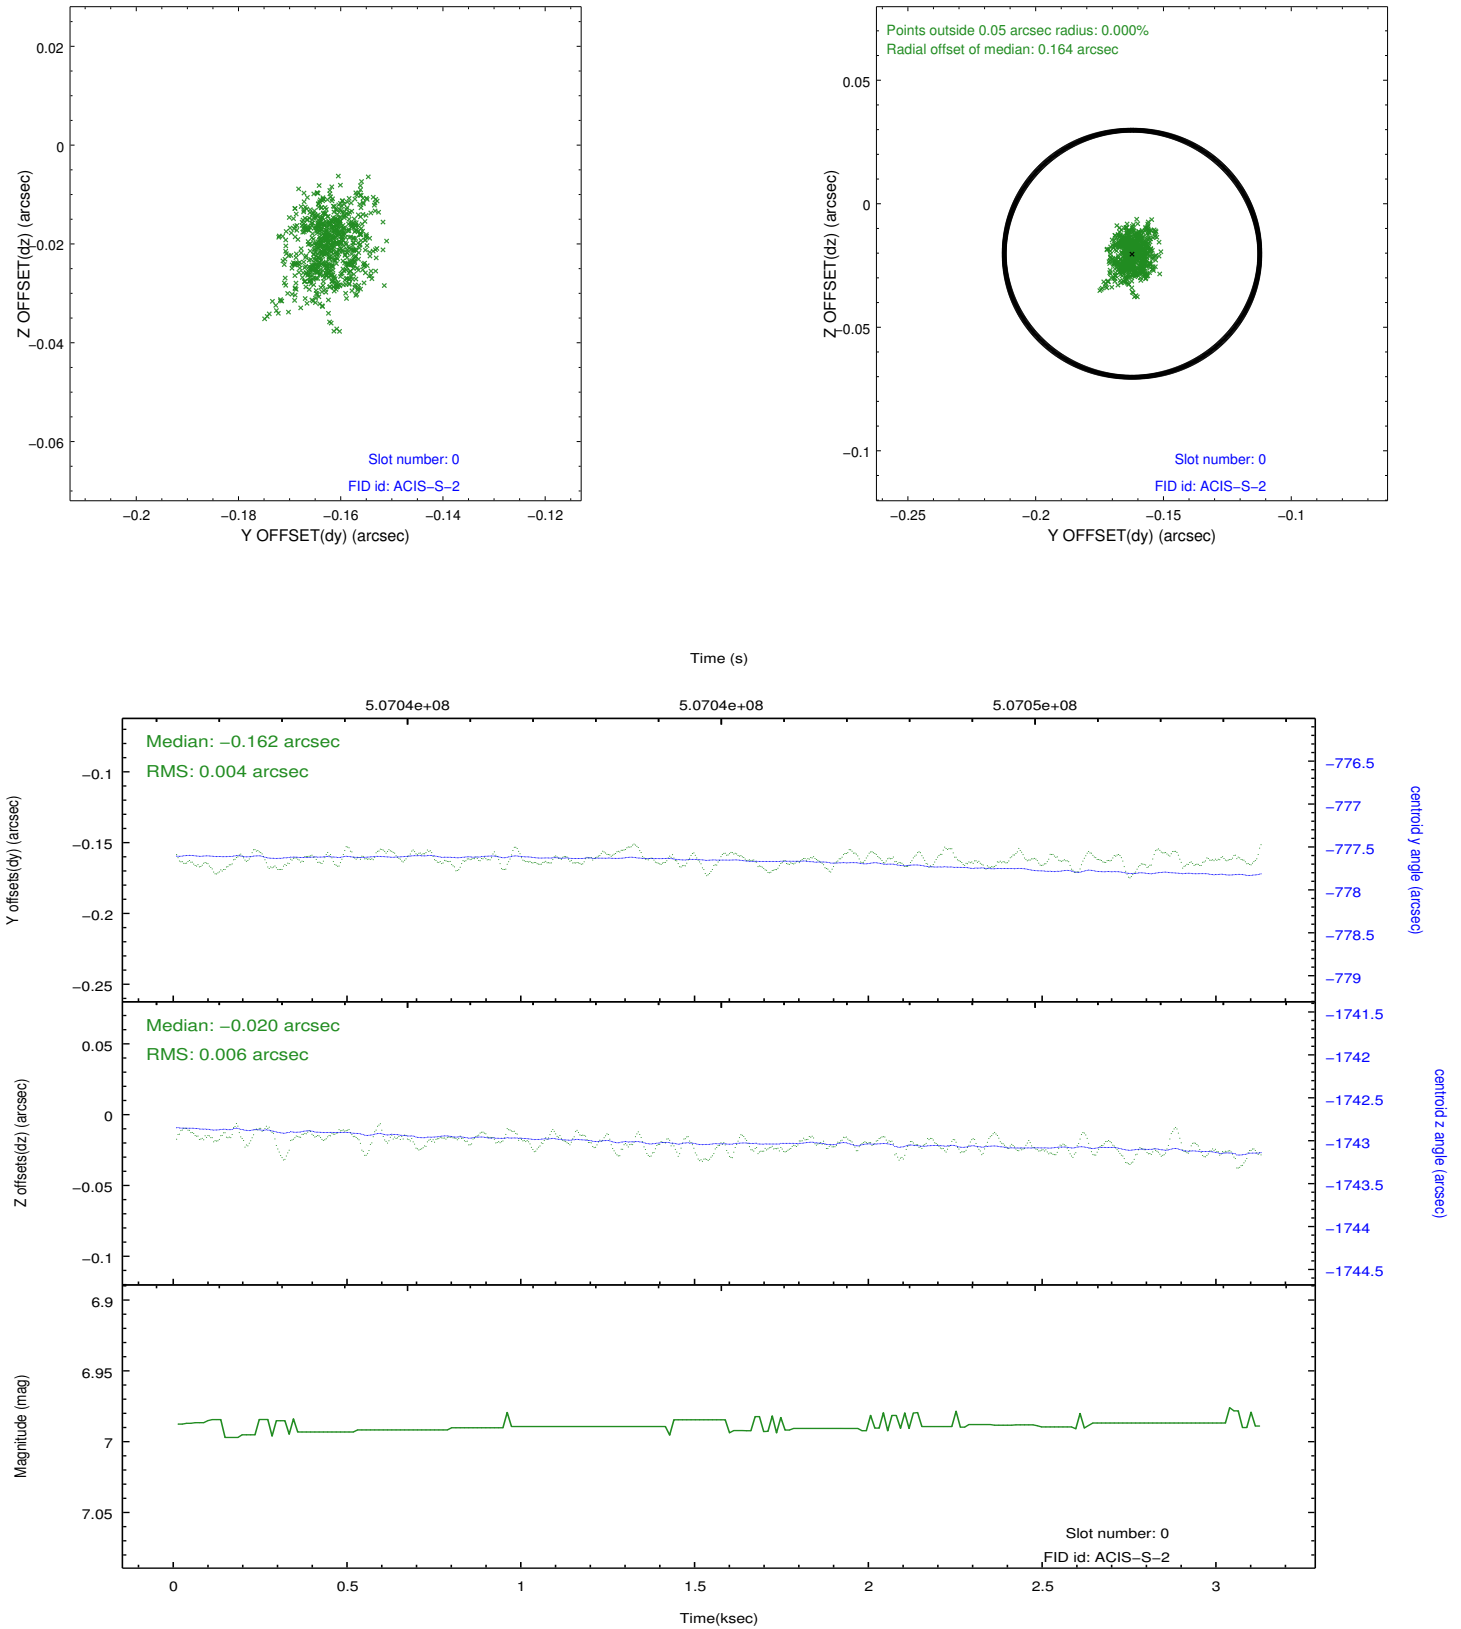 0.02
0
−0.02
−0.04
−0.06
Z OFFSET(dz) (arcsec)
Slot number: 0
FID id: ACIS−S−2
−0.2
−0.18
−0.16
−0.14
−0.12
Y OFFSET(dy) (arcsec)
Points outside 0.05 arcsec radius: 0.000%
Radial offset of median: 0.164 arcsec
0.05
0
−0.05
−0.1
Z OFFSET(dz) (arcsec)
Slot number: 0
FID id: ACIS−S−2
−0.25
−0.2
−0.15
−0.1
Y OFFSET(dy) (arcsec)
Time (s)
5.0704e+08
5.0704e+08
5.0705e+08
Median: −0.162 arcsec
RMS: 0.004 arcsec
−0.1
−0.15
−0.2
−0.25
Y offsets(dy) (arcsec)
−776.5
−777
−777.5
−778
−778.5
−779
centroid y angle (arcsec)
Median: −0.020 arcsec
RMS: 0.006 arcsec
0.05
0
−0.05
−0.1
Z offsets(dz) (arcsec)
−1741.5
−1742
−1742.5
−1743
−1743.5
−1744
−1744.5
centroid z angle (arcsec)
6.9
6.95
7
7.05
Magnitude (mag)
Slot number: 0
FID id: ACIS−S−2
0
0.5
1
1.5
2
2.5
3
Time(ksec)